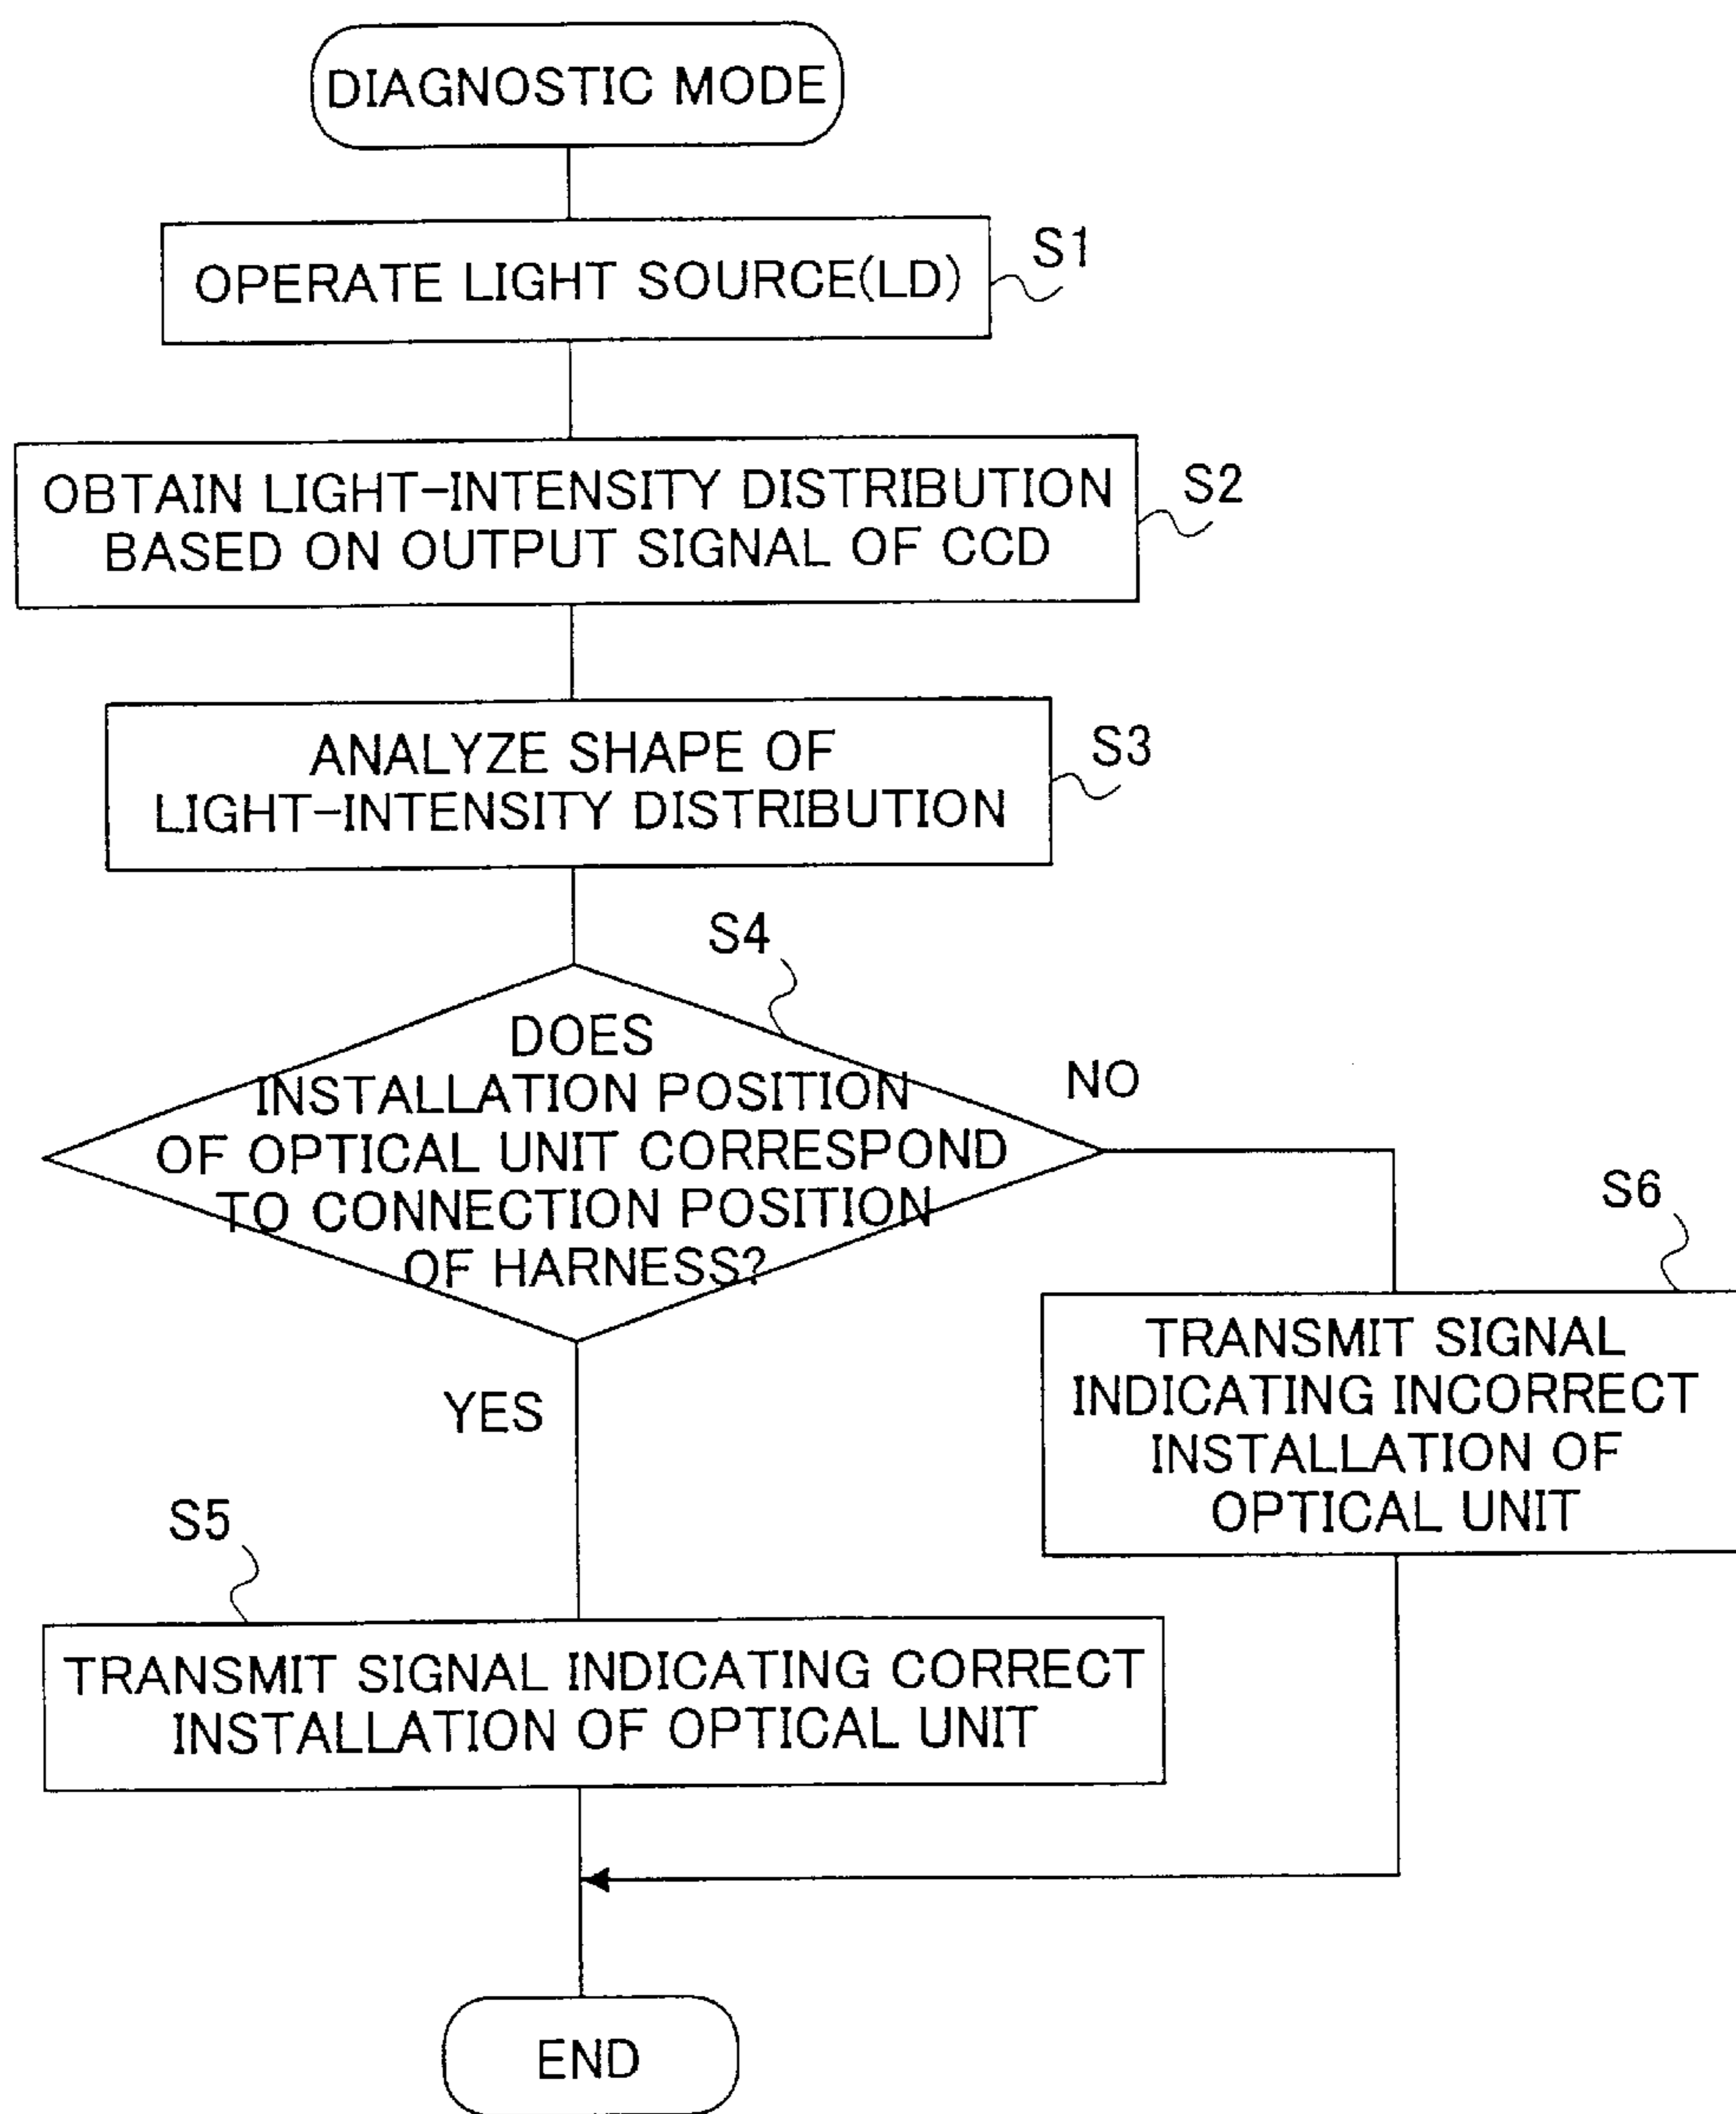 DIAGNOSTIC MODE
OPERATE LIGHT SOURCE(LD)
S1
OBTAIN LIGHT-INTENSITY DISTRIBUTION
BASED ON OUTPUT SIGNAL OF CCD
S2
ANALYZE SHAPE OF
LIGHT-INTENSITY DISTRIBUTION
S3
S4
DOES
INSTALLATION POSITION
OF OPTICAL UNIT CORRESPOND
TO CONNECTION POSITION
OF HARNESS?
NO
YES
S6
TRANSMIT SIGNAL
INDICATING INCORRECT
INSTALLATION OF
OPTICAL UNIT
S5
TRANSMIT SIGNAL INDICATING CORRECT
INSTALLATION OF OPTICAL UNIT
END